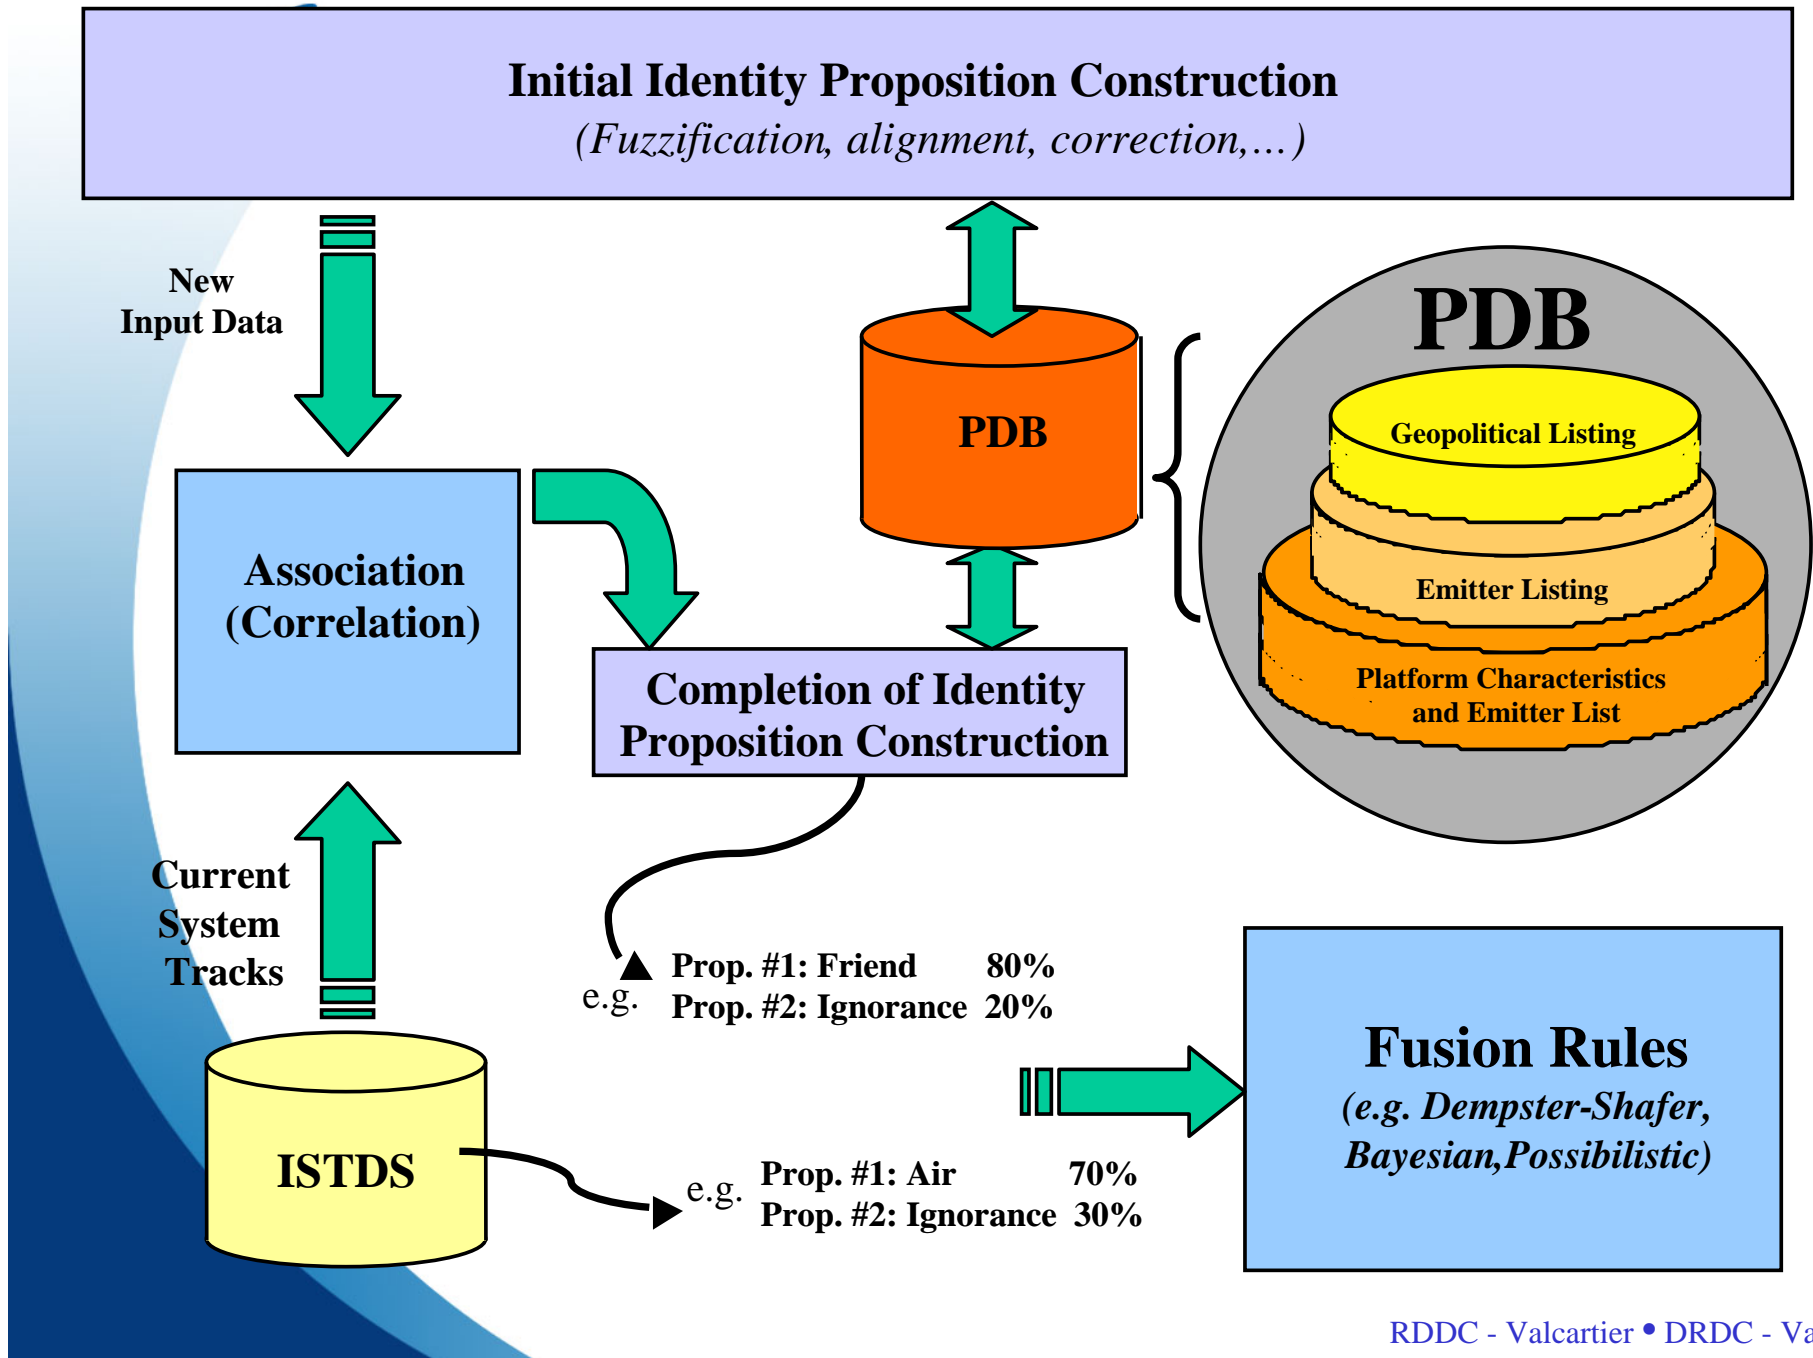 Initial Identity Proposition Construction
(Fuzzification, alignment, correction,…)
New
Input Data
PDB
PDB
Geopolitical Listing
Emitter Listing
Platform Characteristics
and Emitter List
Association
(Correlation)
Completion of Identity
Proposition Construction
Current
System
Tracks
e.g.
Prop. #1: Friend 80%
Prop. #2: Ignorance 20%
Fusion Rules
(e.g. Dempster-Shafer,
Bayesian,Possibilistic)
ISTDS
e.g.
Prop. #1: Air 70%
Prop. #2: Ignorance 30%
RDDC - Valcartier • DRDC - Va